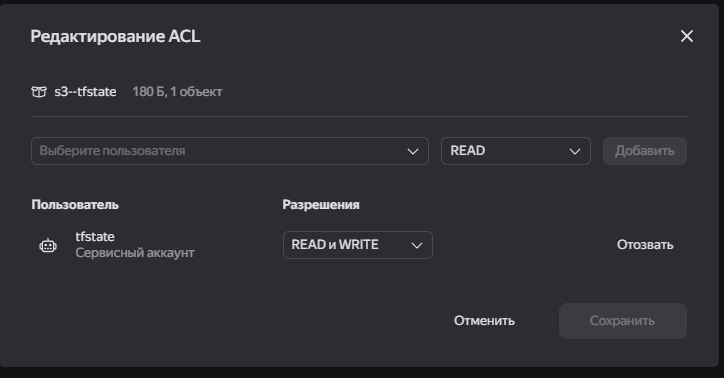 Редактирование ACL
s3--tfstate 180 Б, 1 объект
Выберите пользователя READ Добавить
Пользователь Разрешения
tfstate
Сервисный аккаунт
READ и WRITE Отозвать
Отменить Сохранить